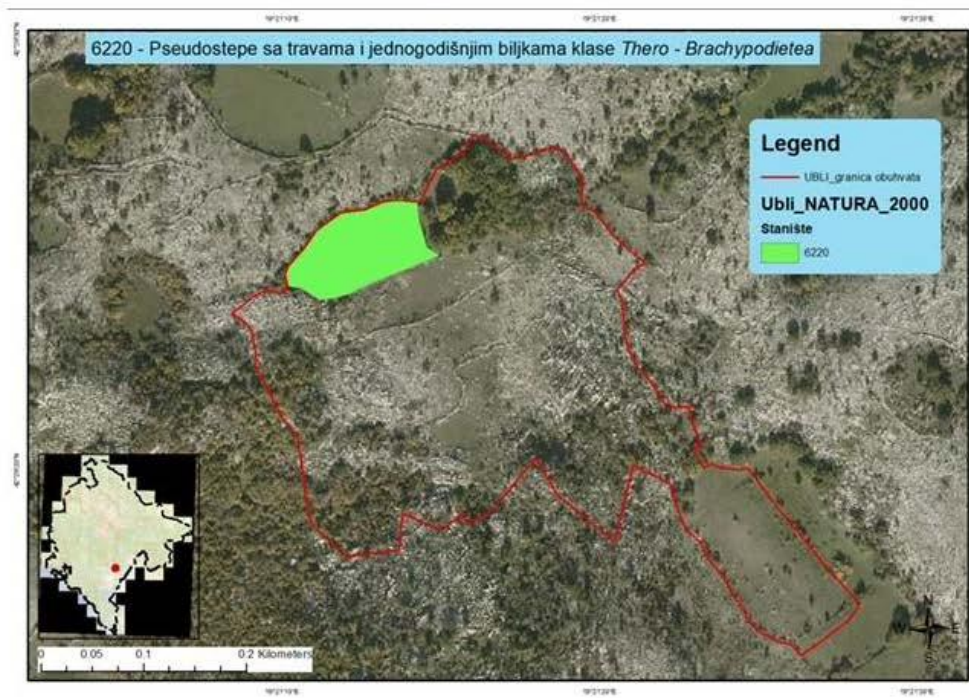 6220 - Pseudostepe sa travama i jednogodišnjim biljkama klase Thero - Brachypodietea
Legend
UBLI_granica obuhvata
Ubli_NATURA_2000
Stanište
6220
N
W E
0 0.05 0.1 0.2 Kilometers